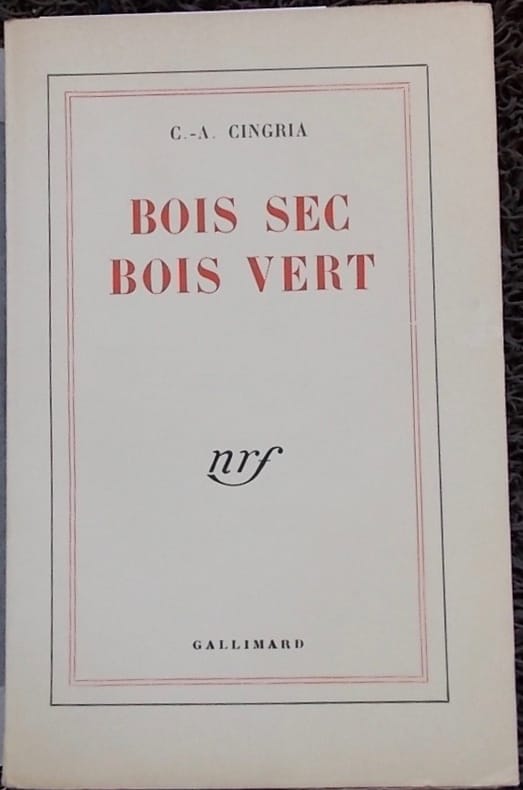 C.-A. CINGRIA
BOIS SEC
BOIS VERT
nrf
GALLIMARD